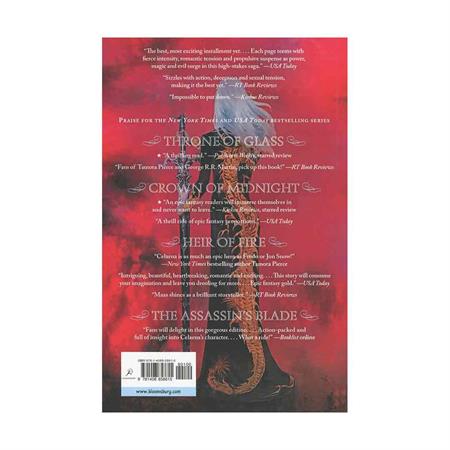 "The best, most exciting installment yet. . . . Each page teems with
fierce intensity, romantic tension and propulsive suspense as power,
magic and evil surge in this high-stakes saga." —USA Today
"Sizzles with action, deception and sexual tension,
making it the best yet." —RT Book Reviews
"Impossible to put down." —Kirkus Reviews
PRAISE FOR THE NEW YORK TIMES AND USA TODAY BESTSELLING SERIES
THRONE OF GLASS
★ "A thrilling read." —Publishers Weekly, starred review
"Fans of Tamora Pierce and George R.R. Martin, pick up this book!" —RT Book Reviews
CROWN OF MIDNIGHT
★ "An epic fantasy readers will immerse themselves in
and never want to leave." —Kirkus Reviews, starred review
"A thrill ride of epic fantasy proportions." —USA Today
HEIR OF FIRE
"Celaena is as much an epic hero as Frodo or Jon Snow!"
—New York Times bestselling author Tamora Pierce
"Intriguing, beautiful, heartbreaking, romantic and exciting. . . . This story will consume
your imagination and leave you drooling for more. . . . Epic fantasy gold." —USA Today
"Maas shines as a brilliant storyteller." —RT Book Reviews
THE ASSASSIN'S BLADE
"Fans will delight in this gorgeous edition. . . . Action-packed and
full of insight into Celaena's character. . . . What a ride!" —Booklist online
www.bloomsbury.com